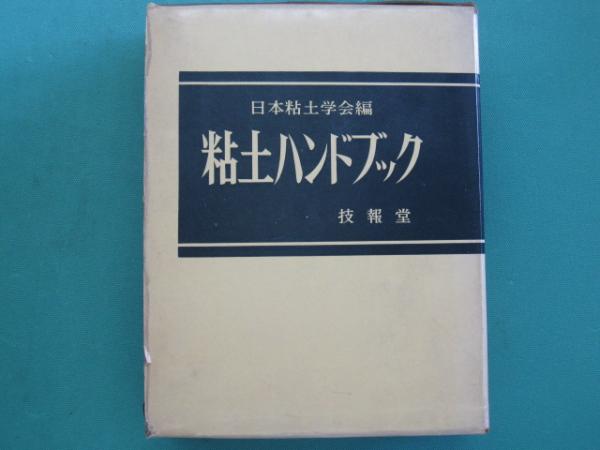 日本粘土学会編
粘土ハンドブック
技報堂